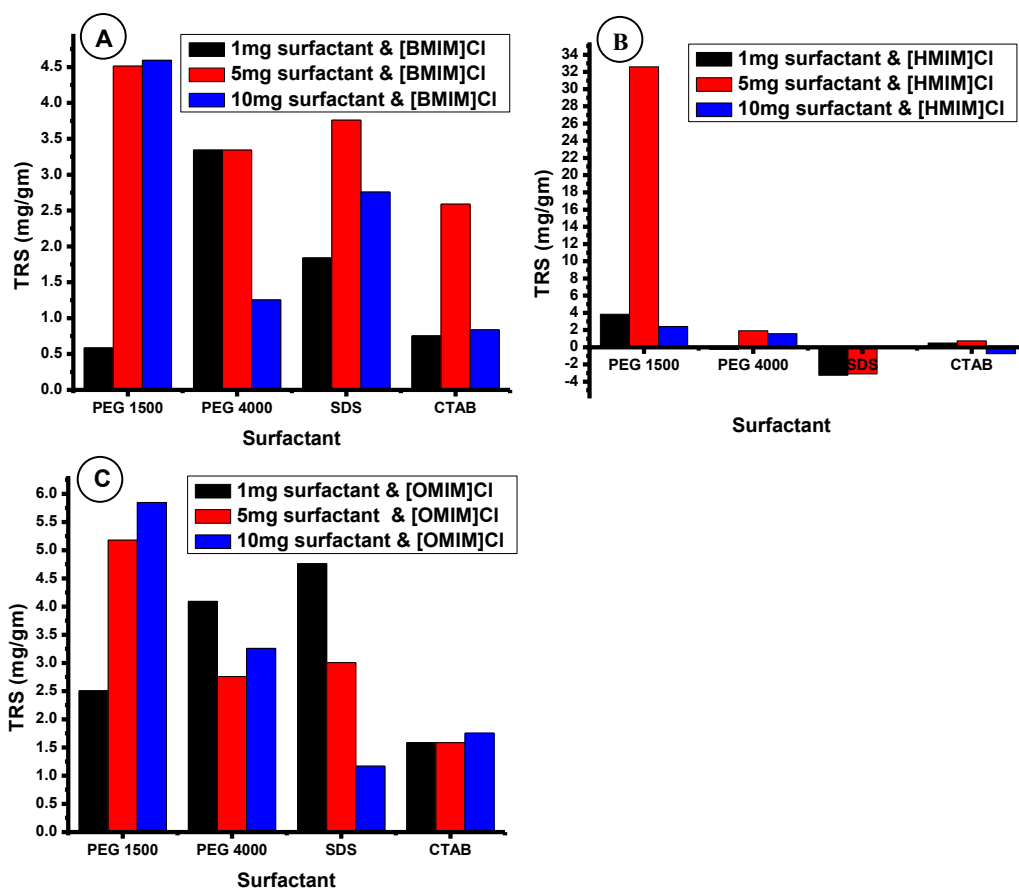 A
1mg surfactant & [BMIM]Cl
5mg surfactant & [BMIM]Cl
10mg surfactant & [BMIM]Cl
4.5
4.0
3.5
3.0
2.5
2.0
1.5
1.0
0.5
0.0
TRS (mg/gm)
PEG 1500 PEG 4000 SDS CTAB
Surfactant
B
1mg surfactant & [HMIM]Cl
5mg surfactant & [HMIM]Cl
10mg surfactant & [HMIM]Cl
34
32
30
28
26
24
22
20
18
16
14
12
10
8
6
4
2
0
-2
-4
TRS (mg/gm)
PEG 1500 PEG 4000 SDS CTAB
Surfactant
C
1mg surfactant & [OMIM]Cl
5mg surfactant & [OMIM]Cl
10mg surfactant & [OMIM]Cl
6.0
5.5
5.0
4.5
4.0
3.5
3.0
2.5
2.0
1.5
1.0
0.5
0.0
TRS (mg/gm)
PEG 1500 PEG 4000 SDS CTAB
Surfactant